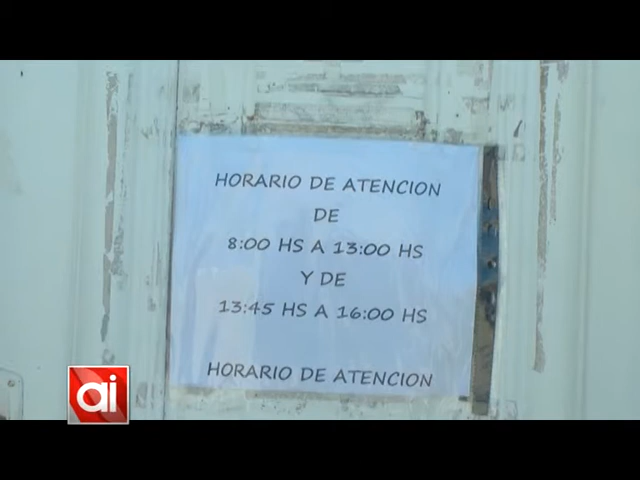 HORARIO DE ATENCION
DE
8:00 HS A 13:00 HS
Y DE
13:45 HS A 16:00 HS
HORARIO DE ATENCION
ai